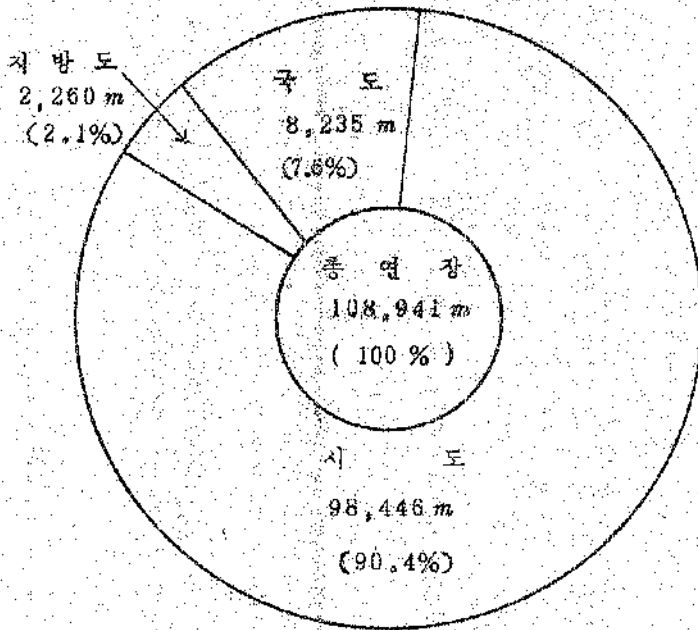 지 방 도
2,260 m
(2.1%)
국 도
8,235 m
(7.6%)
총 연 장
108,941 m
( 100 % )
시 도
98,446 m
(90.4%)